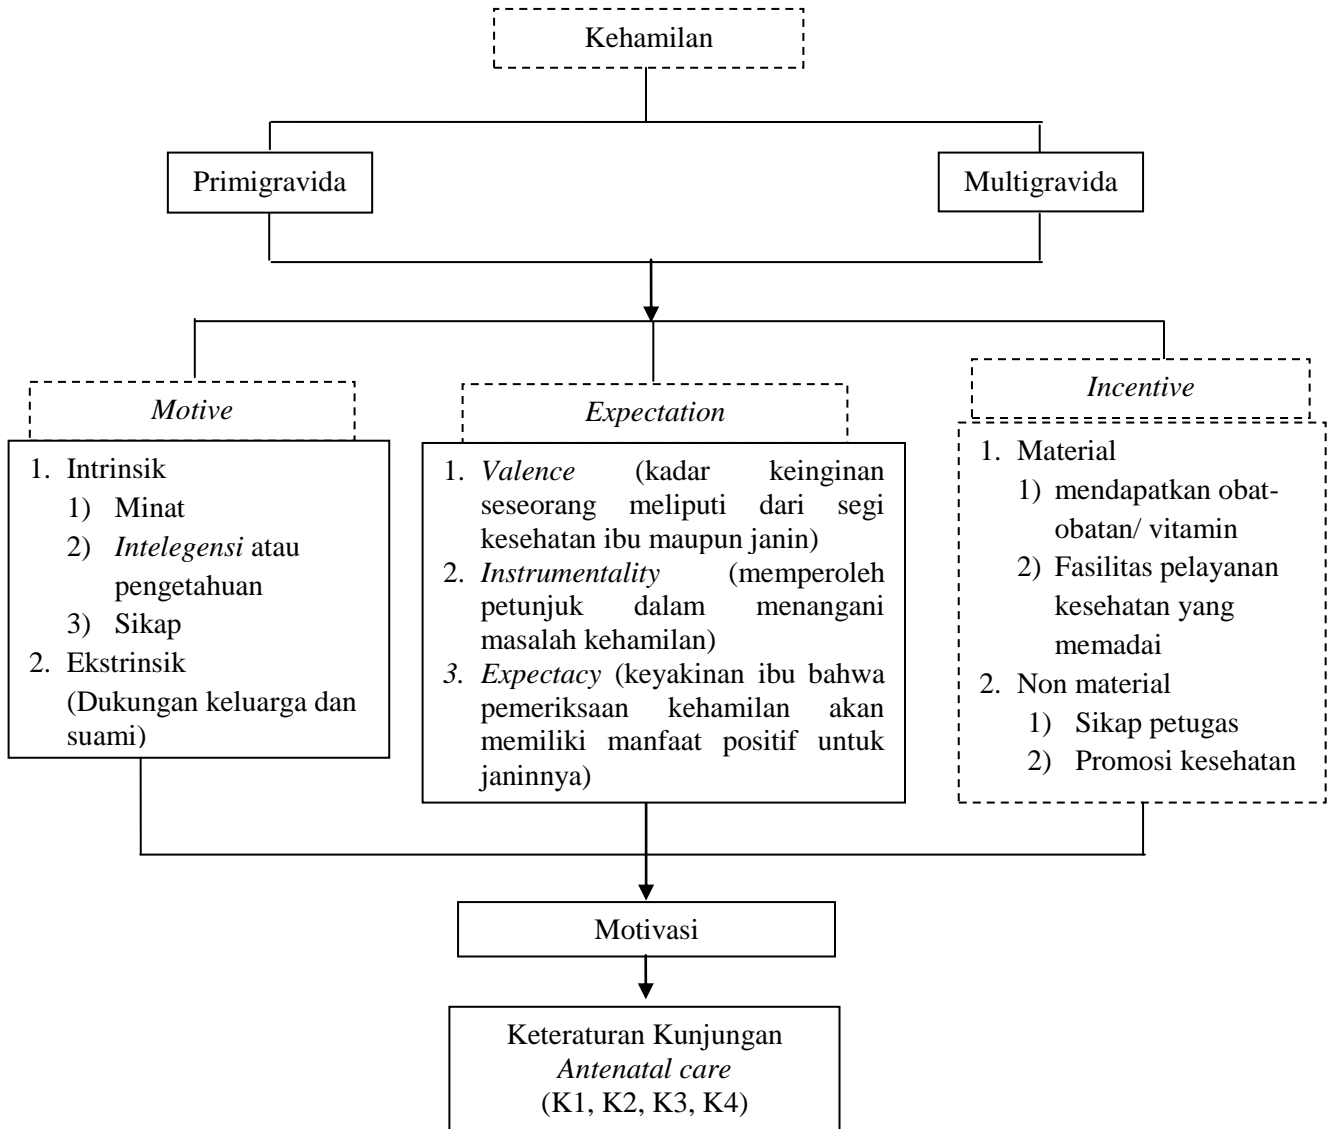 Kehamilan
Primigravida
Multigravida
Motive
1. Intrinsik
1) Minat
2) Intelegensi atau
pengetahuan
3) Sikap
2. Ekstrinsik
(Dukungan keluarga dan
suami)
Expectation
1. Valence (kadar keinginan
seseorang meliputi dari segi
kesehatan ibu maupun janin)
2. Instrumentality (memperoleh
petunjuk dalam menangani
masalah kehamilan)
3. Expectacy (keyakinan ibu bahwa
pemeriksaan kehamilan akan
memiliki manfaat positif untuk
janinnya)
Incentive
1. Material
1) mendapatkan obat-
obatan/ vitamin
2) Fasilitas pelayanan
kesehatan yang
memadai
2. Non material
1) Sikap petugas
2) Promosi kesehatan
Motivasi
Keteraturan Kunjungan
Antenatal care
(K1, K2, K3, K4)